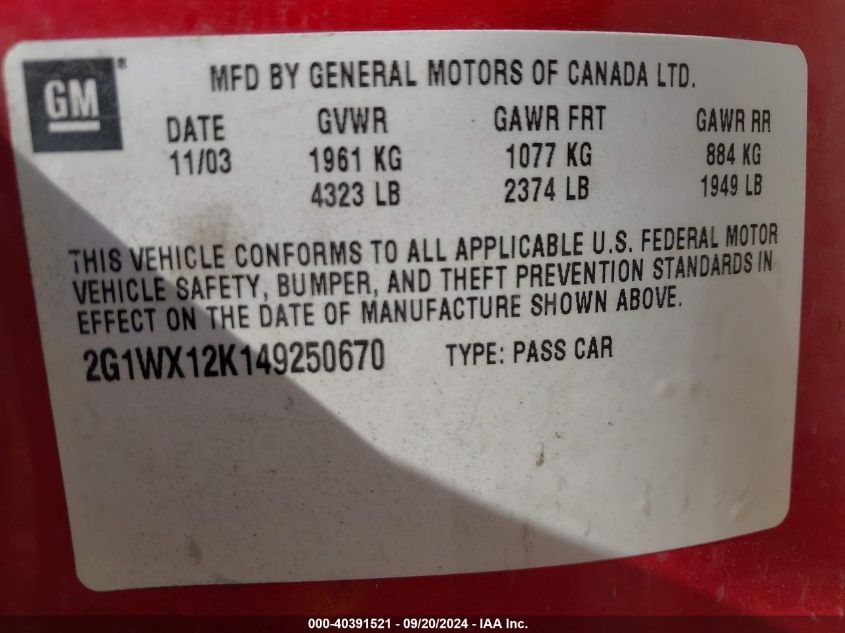 GM®
MFD BY GENERAL MOTORS OF CANADA LTD.
DATE GVWR GAWR FRT GAWR RR
11/03 1961 KG 1077 KG 884 KG
4323 LB 2374 LB 1949 LB
THIS VEHICLE CONFORMS TO ALL APPLICABLE U.S. FEDERAL MOTOR
VEHICLE SAFETY, BUMPER, AND THEFT PREVENTION STANDARDS IN
EFFECT ON THE DATE OF MANUFACTURE SHOWN ABOVE.
2G1WX12K149250670 TYPE: PASS CAR
000-40391521 - 09/20/2024 - IAA Inc.